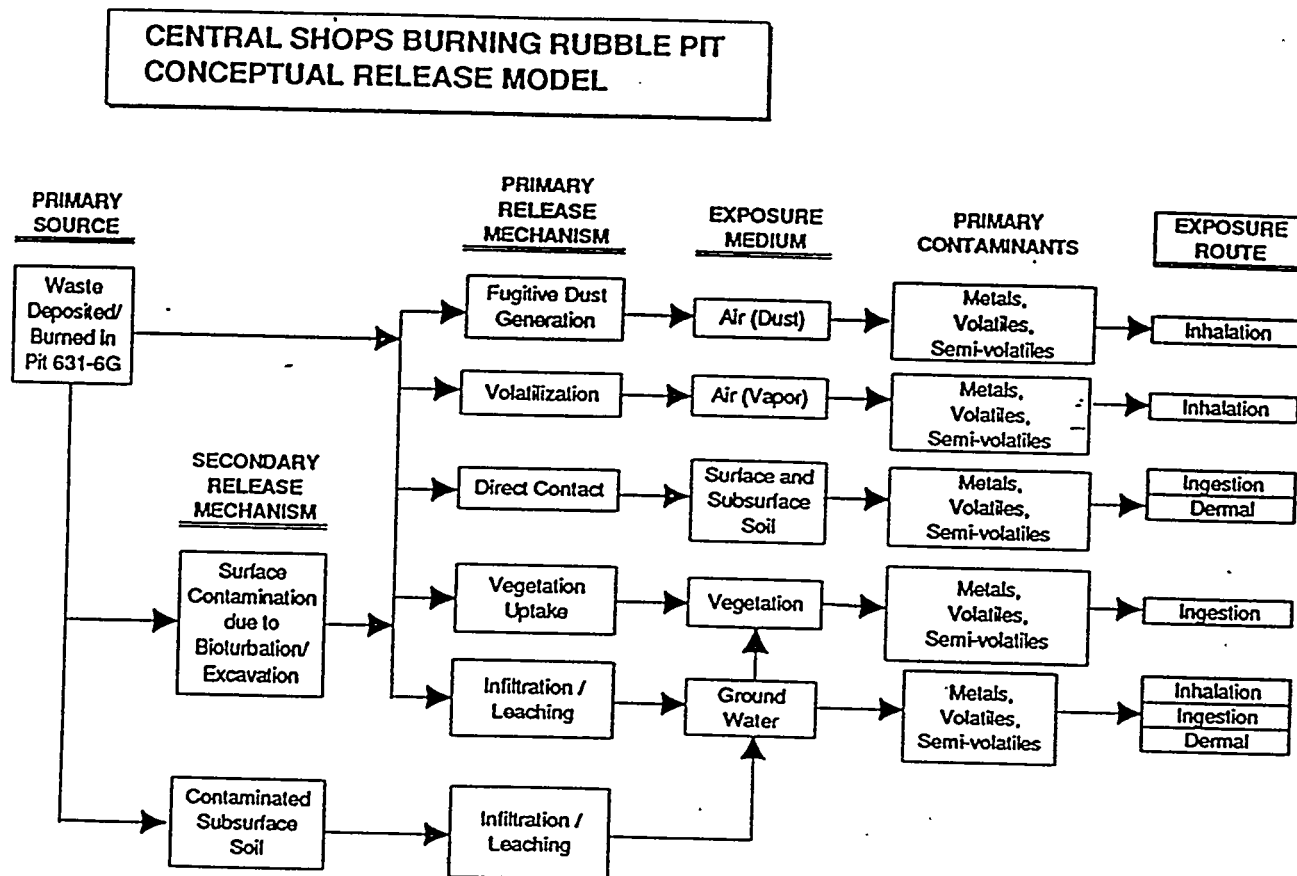 CENTRAL SHOPS BURNING RUBBLE PIT
CONCEPTUAL RELEASE MODEL
PRIMARY
SOURCE
PRIMARY
RELEASE
MECHANISM
EXPOSURE
MEDIUM
PRIMARY
CONTAMINANTS
EXPOSURE
ROUTE
Waste
Deposited/
Burned in
Pit 631-6G
Fugitive Dust
Generation
Air (Dust)
Metals,
Volatiles,
Semi-volatiles
Inhalation
Volatilization
Air (Vapor)
Metals,
Volatiles,
Semi-volatiles
Inhalation
SECONDARY
RELEASE
MECHANISM
Direct Contact
Surface and
Subsurface
Soil
Metals,
Volatiles,
Semi-volatiles
Ingestion
Dermal
Surface
Contamination
due to
Bioturbation/
Excavation
Vegetation
Uptake
Vegetation
Metals,
Volatiles,
Semi-volatiles
Ingestion
Infiltration /
Leaching
Ground
Water
Metals,
Volatiles,
Semi-volatiles
Inhalation
Ingestion
Dermal
Contaminated
Subsurface
Soil
Infiltration /
Leaching